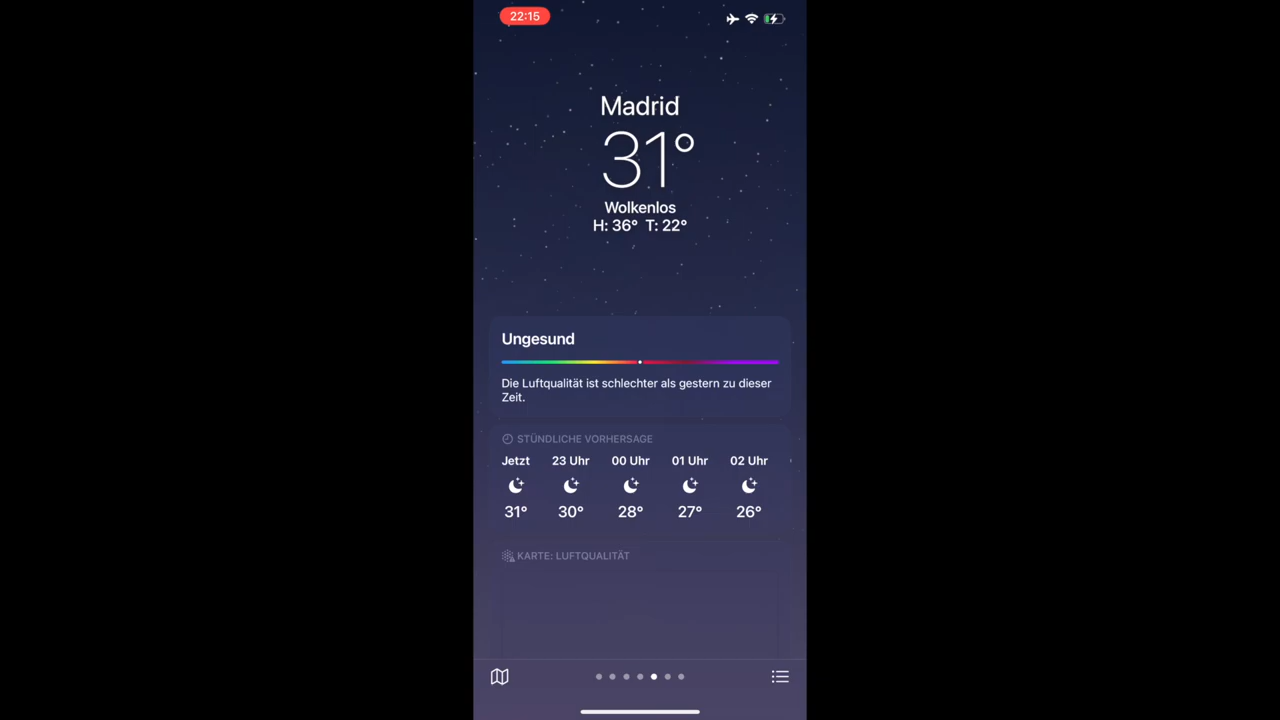 22:15
Madrid
31°
Wolkenlos
H: 36° T: 22°
Ungesund
Die Luftqualität ist schlechter als gestern zu dieser
Zeit.
STÜNDLICHE VORHERSAGE
Jetzt 23 Uhr 00 Uhr 01 Uhr 02 Uhr
31° 30° 28° 27° 26°
KARTE: LUFTQUALITÄT